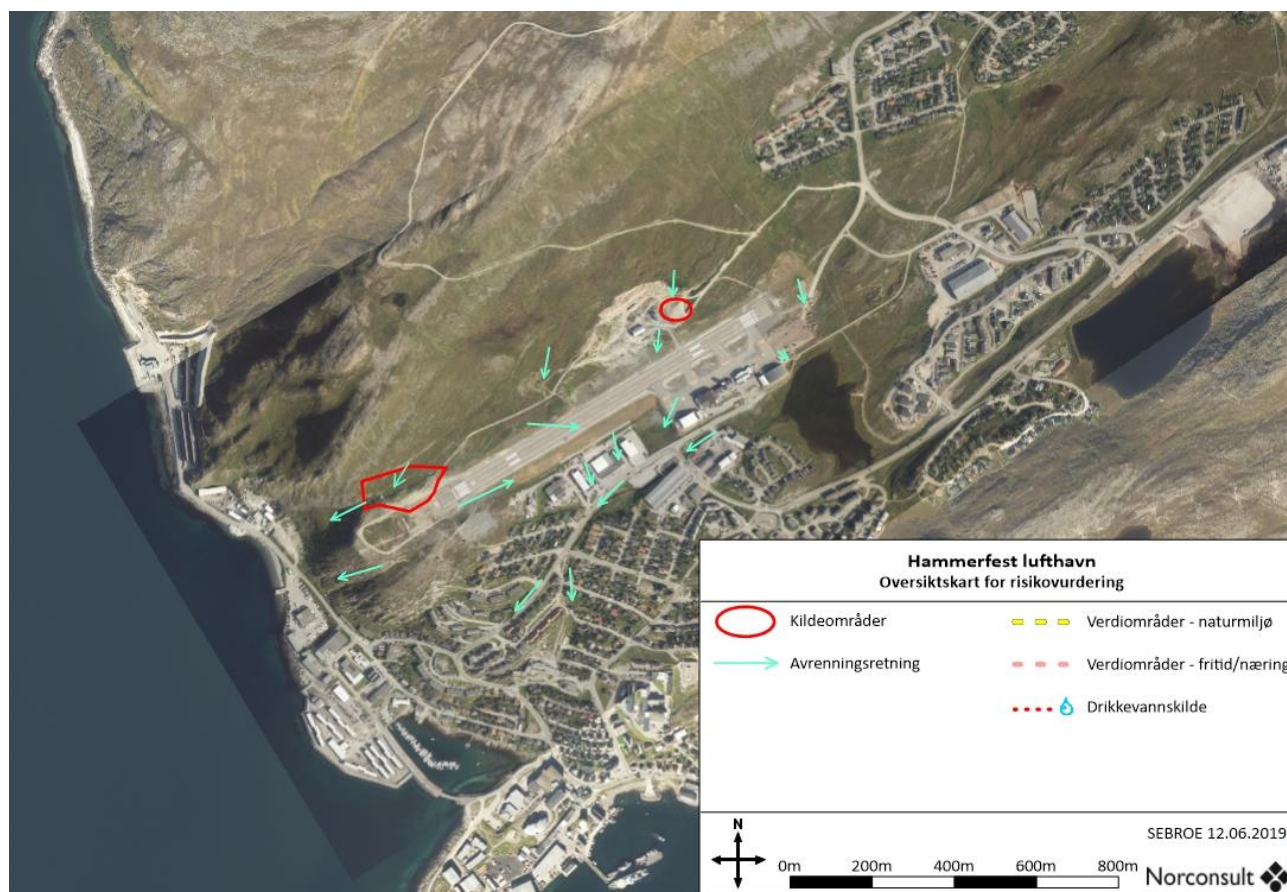 Hammerfest lufthavn
Oversiktskart for risikovurdering
Kildeområder
Verdiområder - naturmiljø
Avrenningsretning
Verdiområder - fritid/næring
Drikkevannskilde
N
SEBROE 12.06.2019
0m 200m 400m 600m 800m
Norconsult